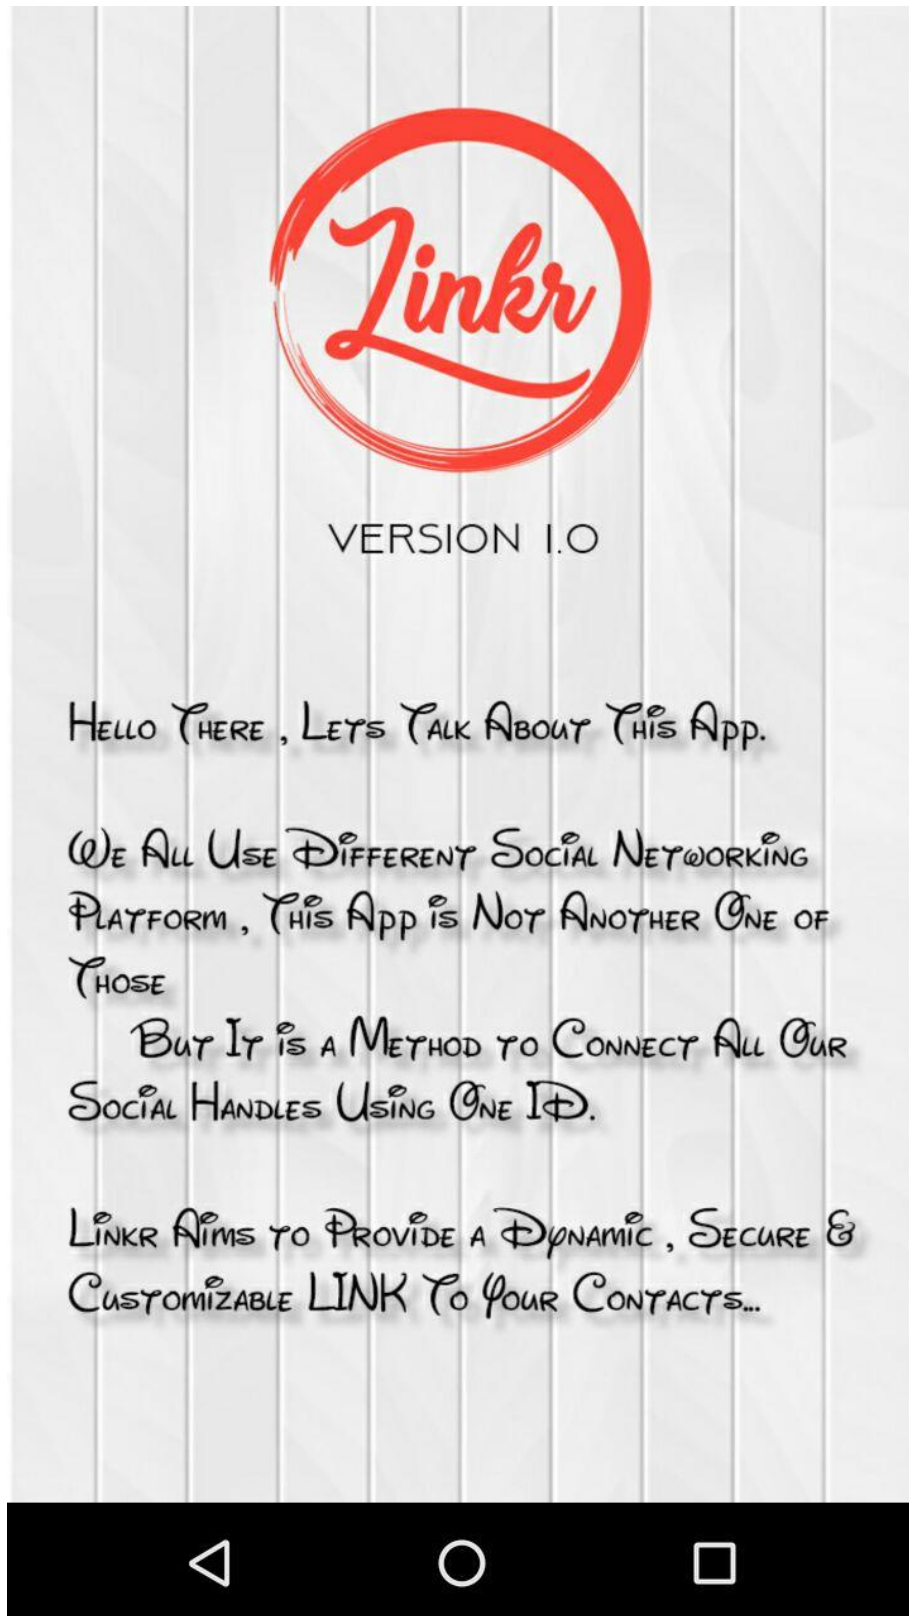 Linkr
VERSION 1.0
Hello There , Lets Talk About This App.
We All Use Different Social Networking
Platform , This App is Not Another One of
Those
But It is a Method to Connect All Our
Social Handles Using One ID.
Linkr Aims to Provide a Dynamic , Secure &
Customizable LINK To Your Contacts...